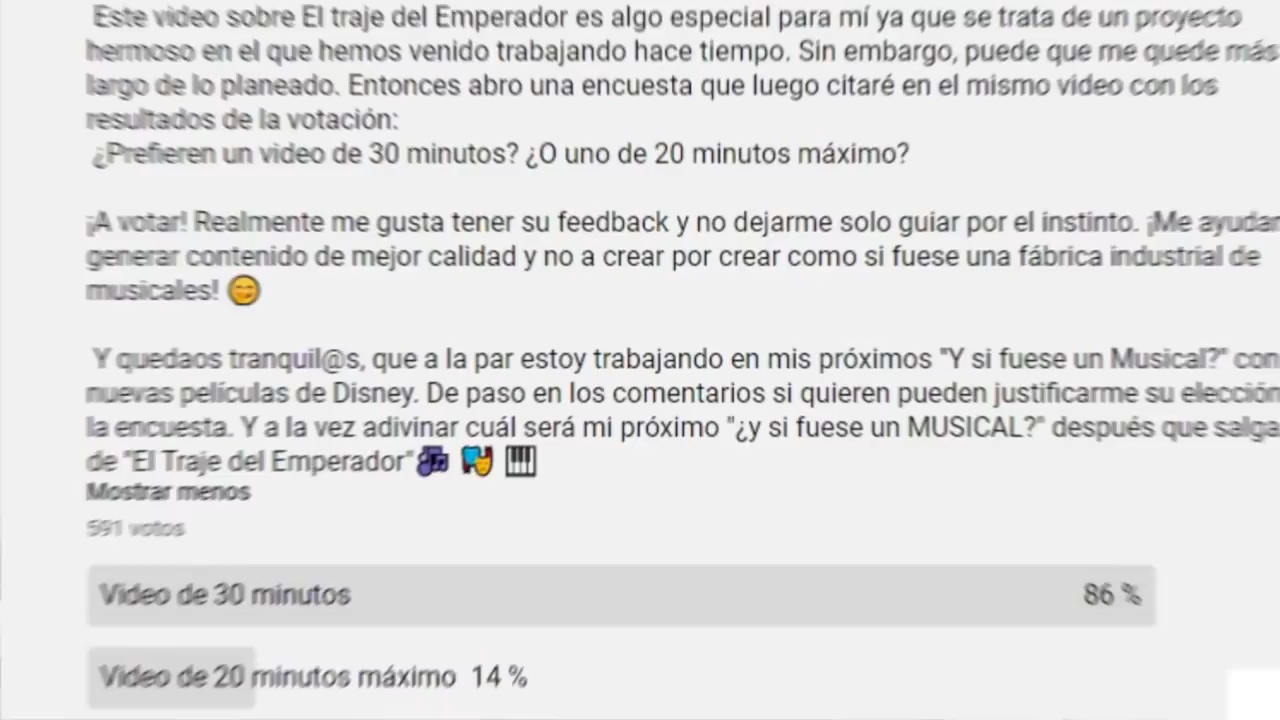 Este video sobre El traje del Emperador es algo especial para mí ya que se trata de un proyecto
hermoso en el que hemos venido trabajando hace tiempo. Sin embargo, puede que me quede más
largo de lo planeado. Entonces abro una encuesta que luego citaré en el mismo video con los
resultados de la votación:
¿Prefieren un video de 30 minutos? ¿O uno de 20 minutos máximo?
¡A votar! Realmente me gusta tener su feedback y no dejarme solo guiar por el instinto. ¡Me ayudar
generar contenido de mejor calidad y no a crear por crear como si fuese una fábrica industrial de
musicales! 😊
Y quedaos tranquil@s, que a la par estoy trabajando en mis próximos "Y si fuese un Musical?" con
nuevas películas de Disney. De paso en los comentarios si quieren pueden justificarme su elección
la encuesta. Y a la vez adivinar cuál será mi próximo "¿y si fuese un MUSICAL?" después que salga
de "El Traje del Emperador"🎶 🎭 🎹
Mostrar menos
591 votos
Video de 30 minutos 86 %
Video de 20 minutos máximo 14 %